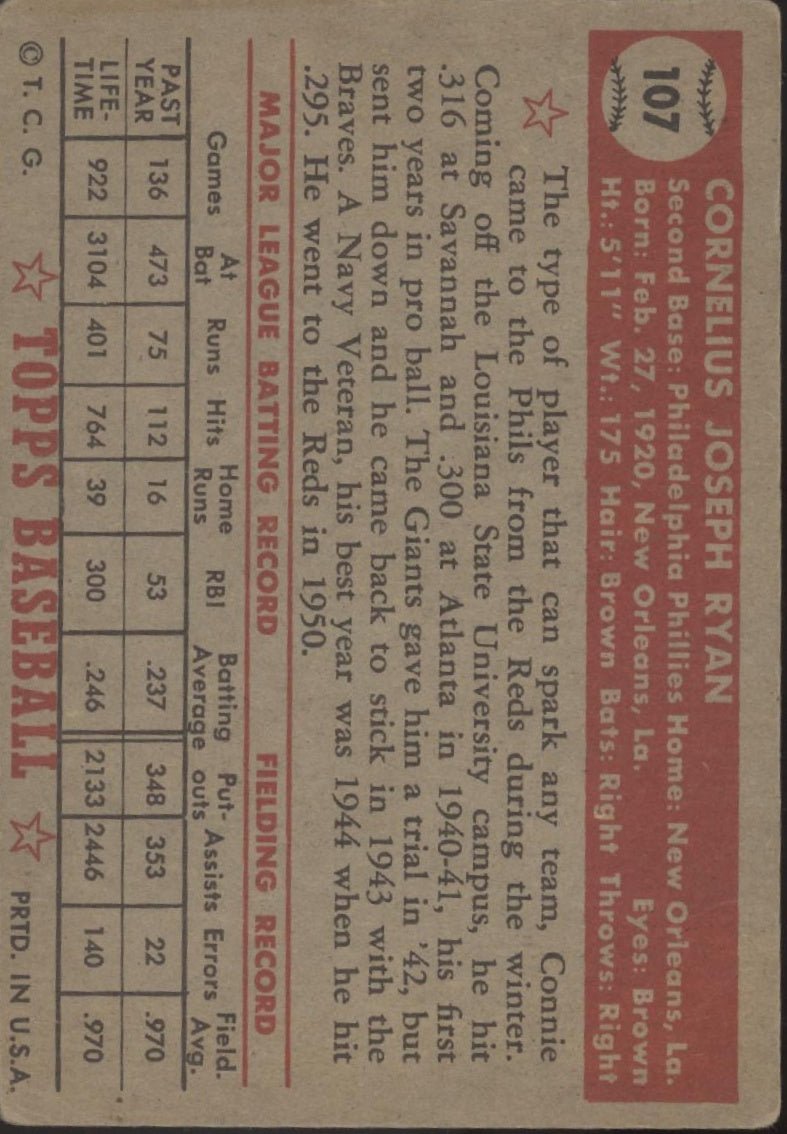 107
CORNELIUS JOSEPH RYAN
Second Base: Philadelphia Phillies Home: New Orleans, La.
Born: Feb. 27, 1920, New Orleans, La. Eyes: Brown
Ht.: 5'11" Wt.: 175 Hair: Brown Bats: Right Throws: Right
The type of player that can spark any team, Connie
came to the Phils from the Reds during the winter.
Coming off the Louisiana State University campus, he hit
.316 at Savannah and .300 at Atlanta in 1940-41, his first
two years in pro ball. The Giants gave him a trial in '42, but
sent him down and he came back to stick in 1943 with the
Braves. A Navy Veteran, his best year was 1944 when he hit
.295. He went to the Reds in 1950.
MAJOR LEAGUE BATTING RECORD FIELDING RECORD
Games At Bat Runs Hits Home Runs RBI Batting Average Put-outs Assists Errors Field. Avg.
PAST YEAR 136 473 75 112 16 53 .237 348 353 22 .970
LIFE-TIME 922 3104 401 764 39 300 .246 2133 2446 140 .970
© T. C. G. TOPPS BASEBALL PRTD. IN U.S.A.